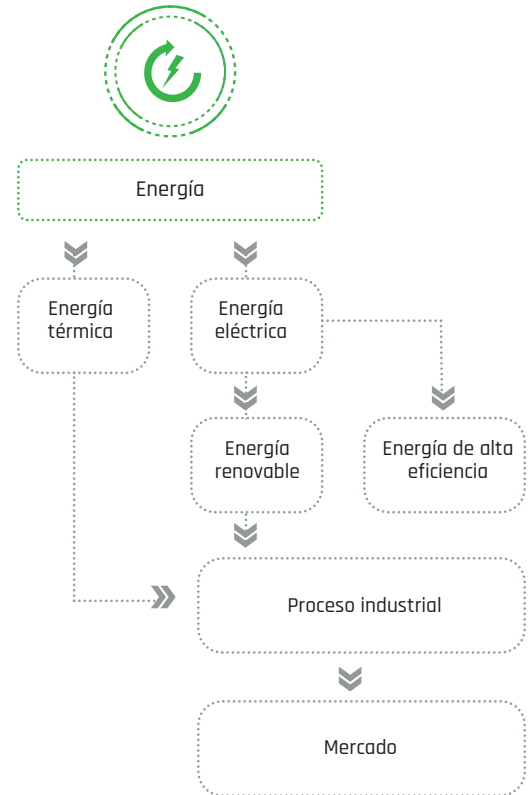 Energía
Energía
térmica
Energía
eléctrica
Energía
renovable
Energía de alta
eficiencia
Proceso industrial
Mercado